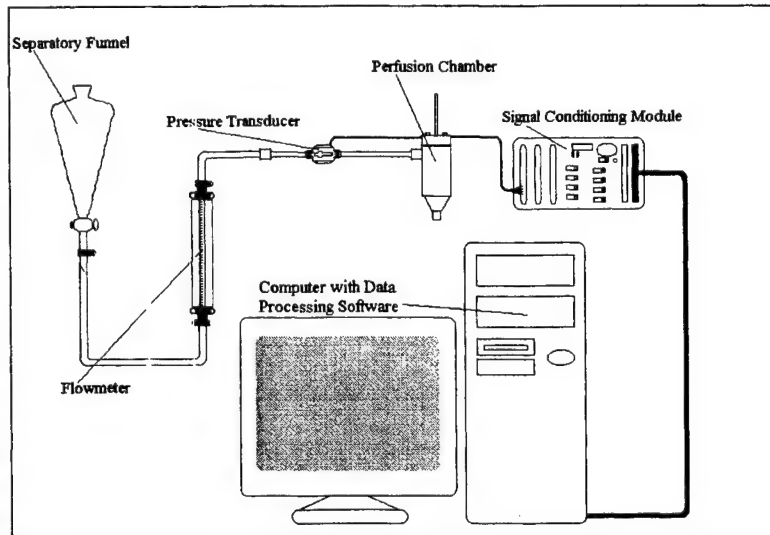 Separatory Funnel
Perfusion Chamber
Pressure Transducer
Signal Conditioning Module
Computer with Data
Processing Software
Flowmeter